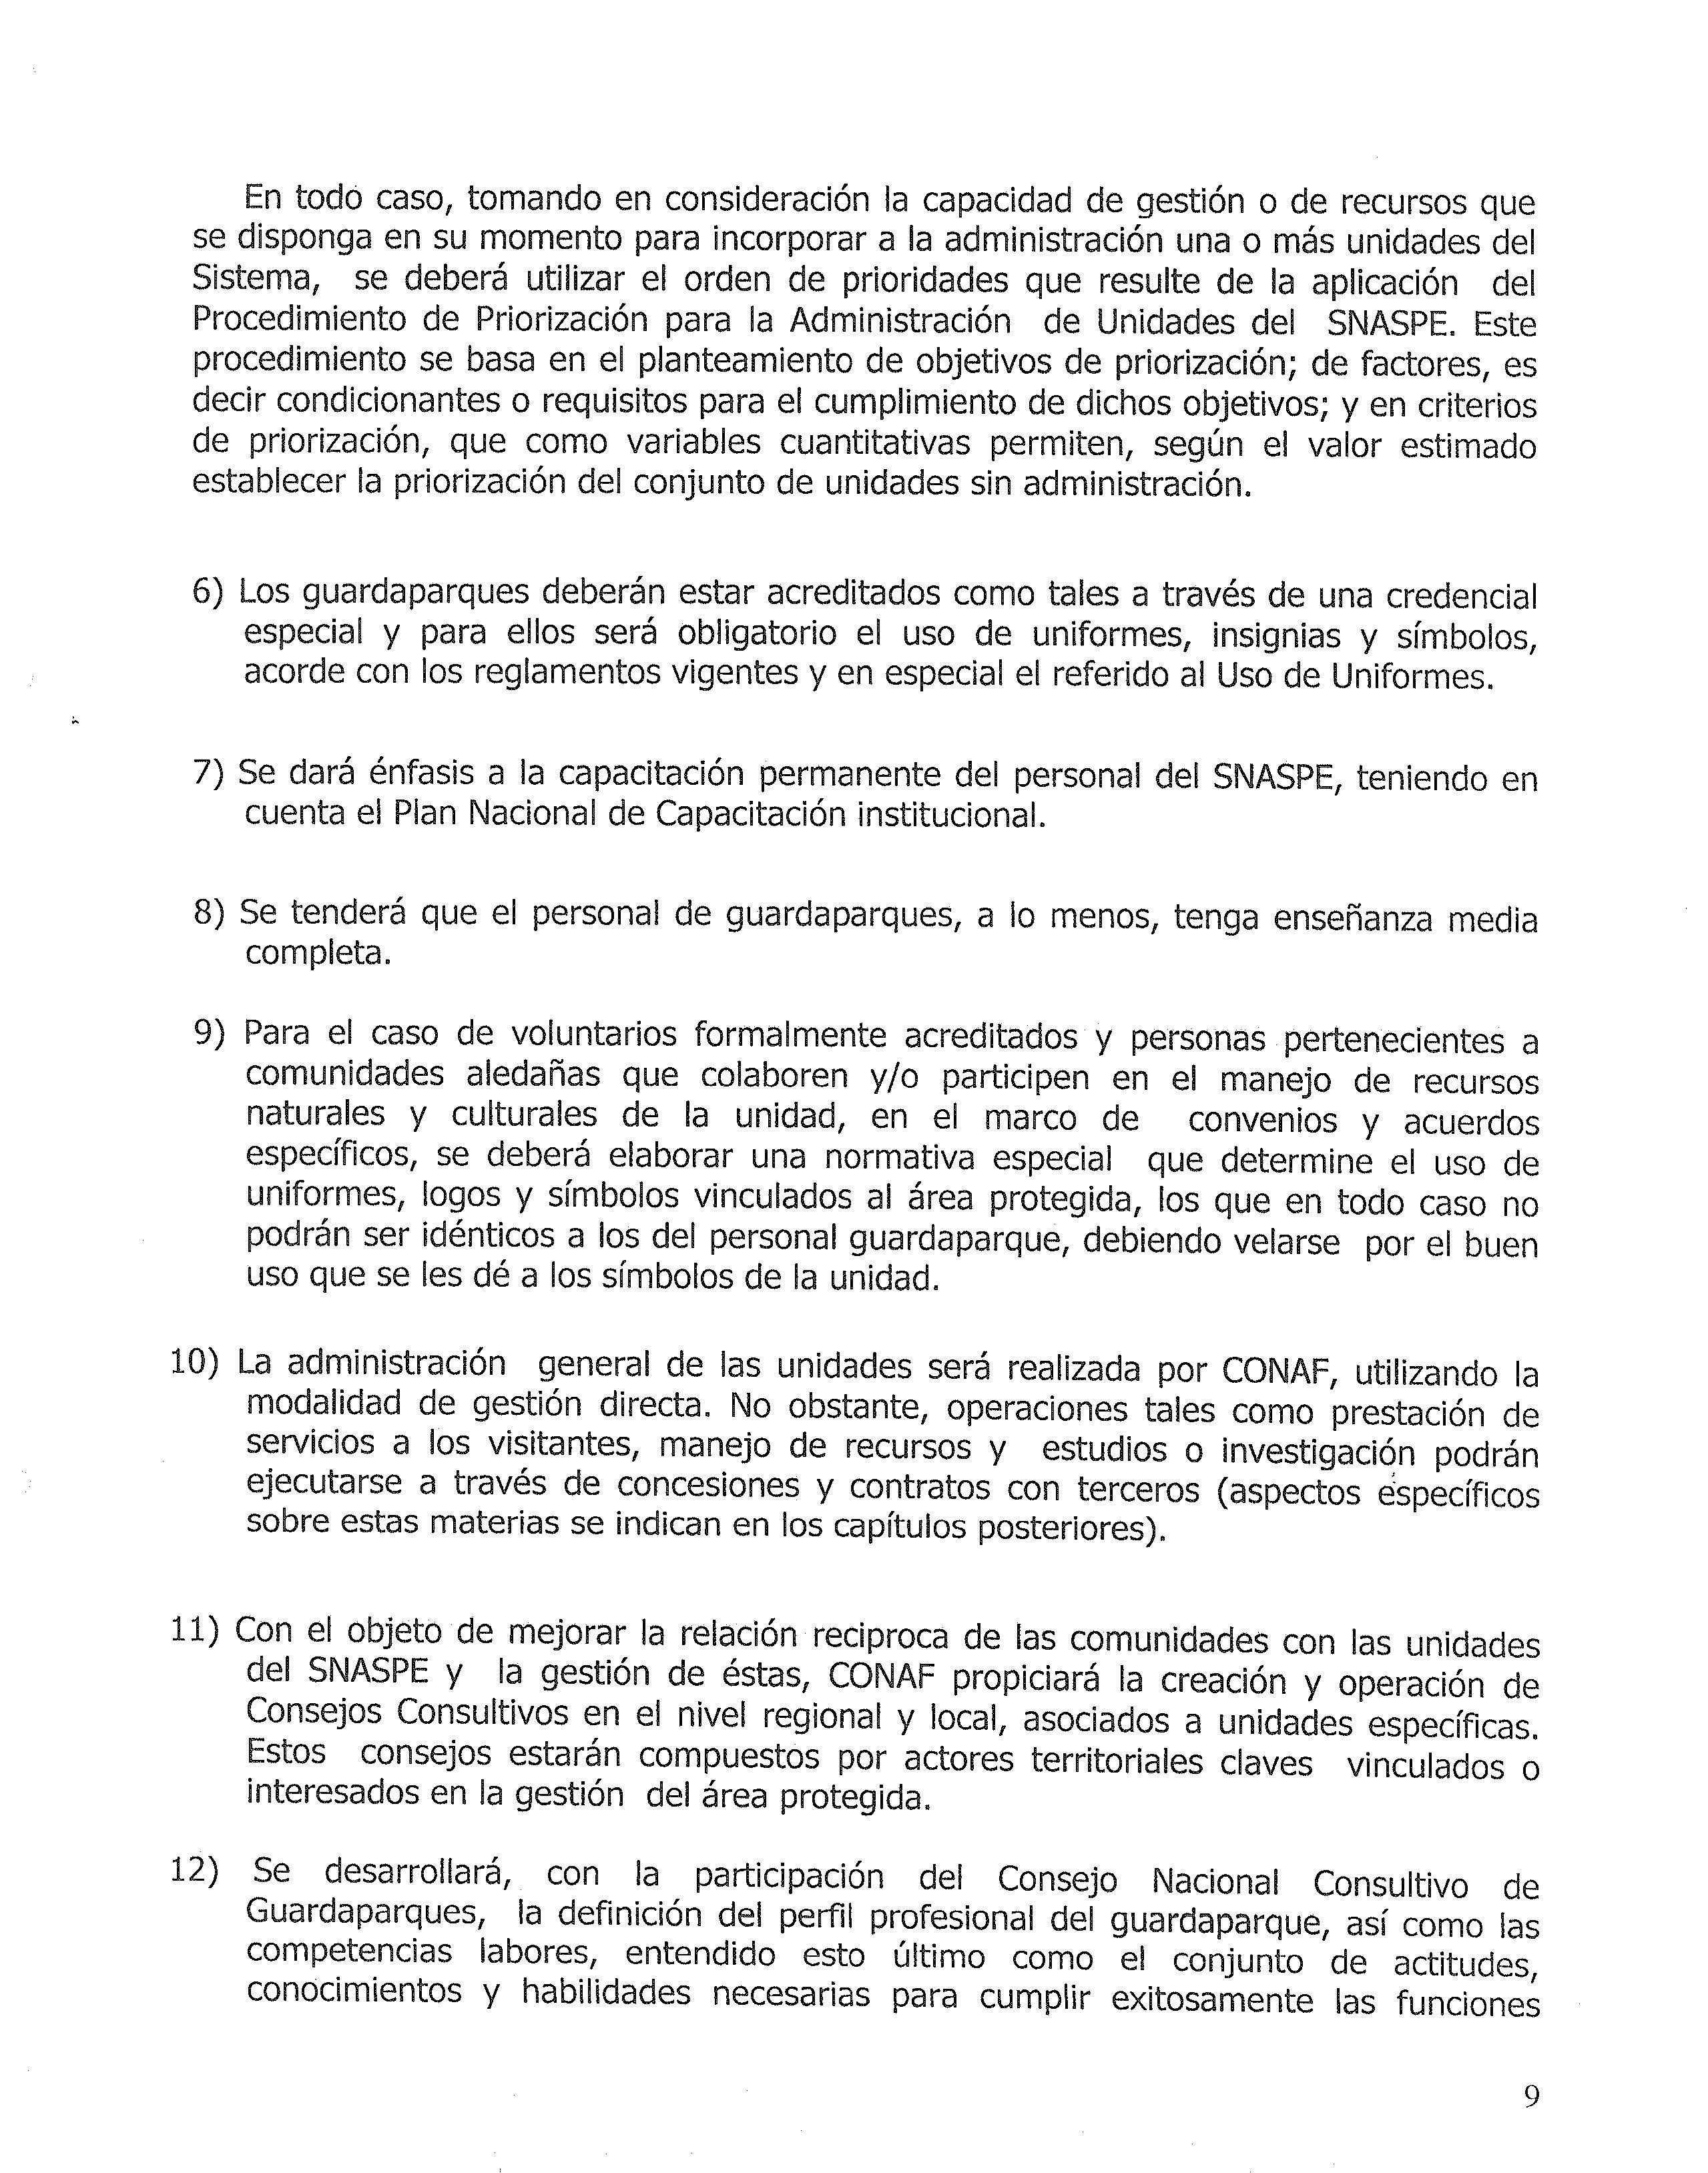 En todo caso, tomando en consideración la capacidad de gestión o de recursos que
se disponga en su momento para incorporar a la administración una o más unidades del
Sistema, se deberá utilizar el orden de prioridades que resulte de la aplicación del
Procedimiento de Priorización para la Administración de Unidades del SNASPE. Este
procedimiento se basa en el planteamiento de objetivos de priorización; de factores, es
decir condicionantes o requisitos para el cumplimiento de dichos objetivos; y en criterios
de priorización, que como variables cuantitativas permiten, según el valor estimado
establecer la priorización del conjunto de unidades sin administración.
6) Los guardaparques deberán estar acreditados como tales a través de una credencial
especial y para ellos será obligatorio el uso de uniformes, insignias y símbolos,
acorde con los reglamentos vigentes y en especial el referido al Uso de Uniformes.
7) Se dará énfasis a la capacitación permanente del personal del SNASPE, teniendo en
cuenta el Plan Nacional de Capacitación institucional.
8) Se tenderá que el personal de guardaparques, a lo menos, tenga enseñanza media
completa.
9) Para el caso de voluntarios formalmente acreditados y personas pertenecientes a
comunidades aledañas que colaboren y/o participen en el manejo de recursos
naturales y culturales de la unidad, en el marco de convenios y acuerdos
específicos, se deberá elaborar una normativa especial que determine el uso de
uniformes, logos y símbolos vinculados al área protegida, los que en todo caso no
podrán ser idénticos a los del personal guardaparque, debiendo velarse por el buen
uso que se les dé a los símbolos de la unidad.
10) La administración general de las unidades será realizada por CONAF, utilizando la
modalidad de gestión directa. No obstante, operaciones tales como prestación de
servicios a los visitantes, manejo de recursos y estudios o investigación podrán
ejecutarse a través de concesiones y contratos con terceros (aspectos específicos
sobre estas materias se indican en los capítulos posteriores).
11) Con el objeto de mejorar la relación reciproca de las comunidades con las unidades
del SNASPE y la gestión de éstas, CONAF propiciará la creación y operación de
Consejos Consultivos en el nivel regional y local, asociados a unidades específicas.
Estos consejos estarán compuestos por actores territoriales claves vinculados o
interesados en la gestión del área protegida.
12) Se desarrollará, con la participación del Consejo Nacional Consultivo de
Guardaparques, la definición del perfil profesional del guardaparque, así como las
competencias labores, entendido esto último como el conjunto de actitudes,
conocimientos y habilidades necesarias para cumplir exitosamente las funciones
9